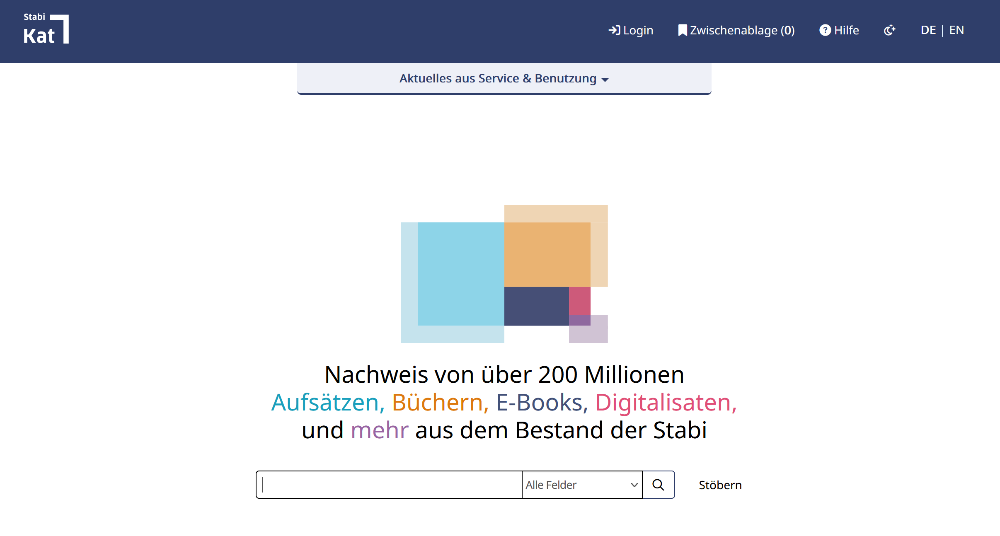 Stabi
Kat
Login
Zwischenablage (0)
Hilfe
DE | EN
Aktuelles aus Service & Benutzung
Nachweis von über 200 Millionen
Aufsätzen, Büchern, E-Books, Digitalisaten,
und mehr aus dem Bestand der Stabi
Alle Felder
Stöbern